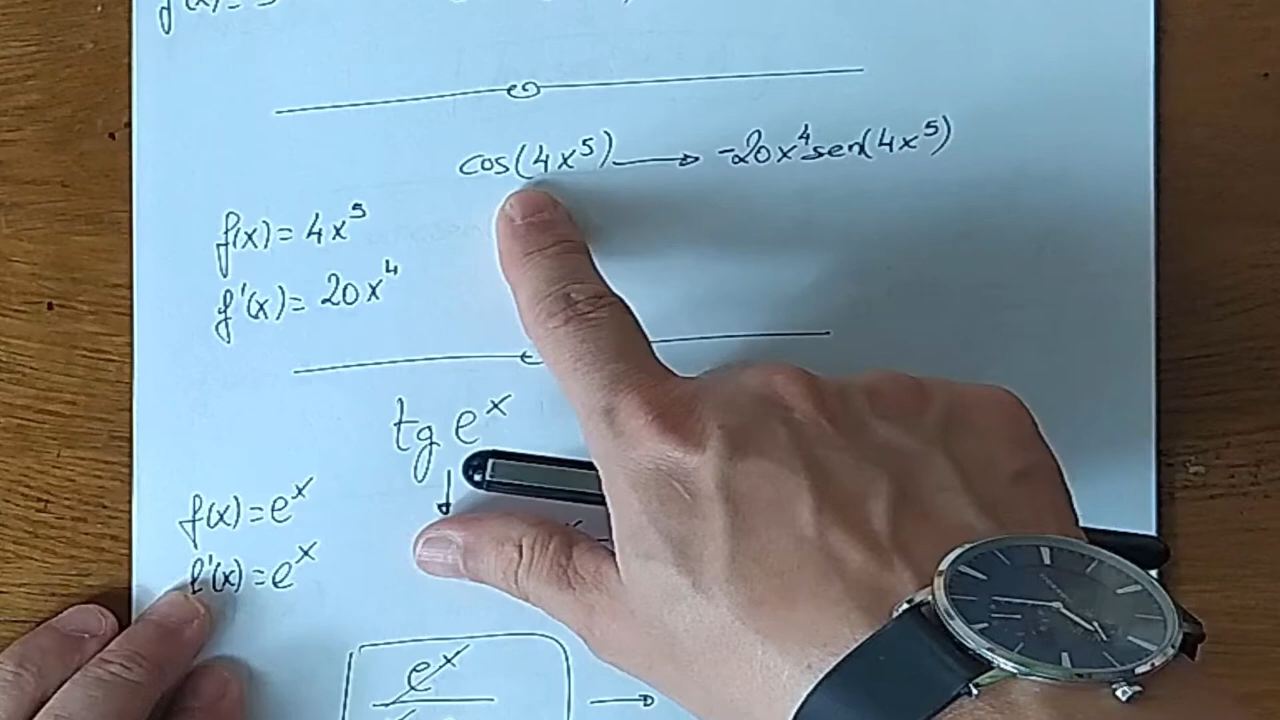 cos(4x⁵) → -20x⁴sen(4x⁵)
f(x) = 4x⁵
f'(x) = 20x⁴
tg eˣ
↓
f(x) = eˣ
f'(x) = eˣ
eˣ
→